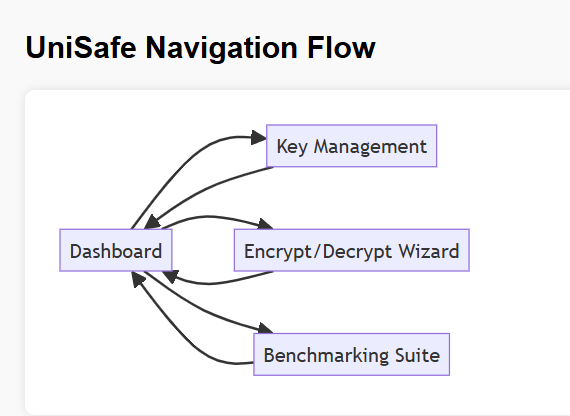 UniSafe Navigation Flow
Key Management
Dashboard
Encrypt/Decrypt Wizard
Benchmarking Suite